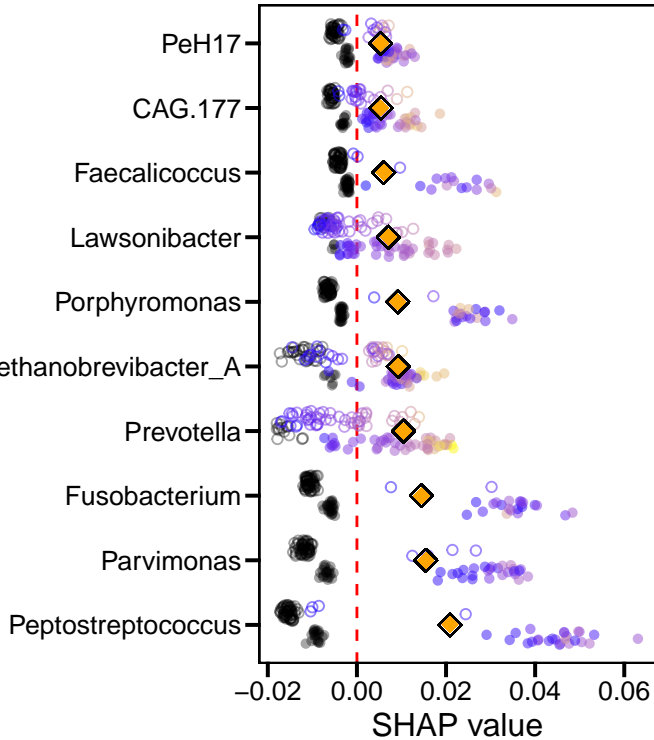 PeH17
CAG.177
Faecalicoccus
Lawsonibacter
Porphyromonas
ethanobrevibacter_A
Prevotella
Fusobacterium
Parvimonas
Peptostreptococcus
−0.02 0.00 0.02 0.04 0.06
SHAP value